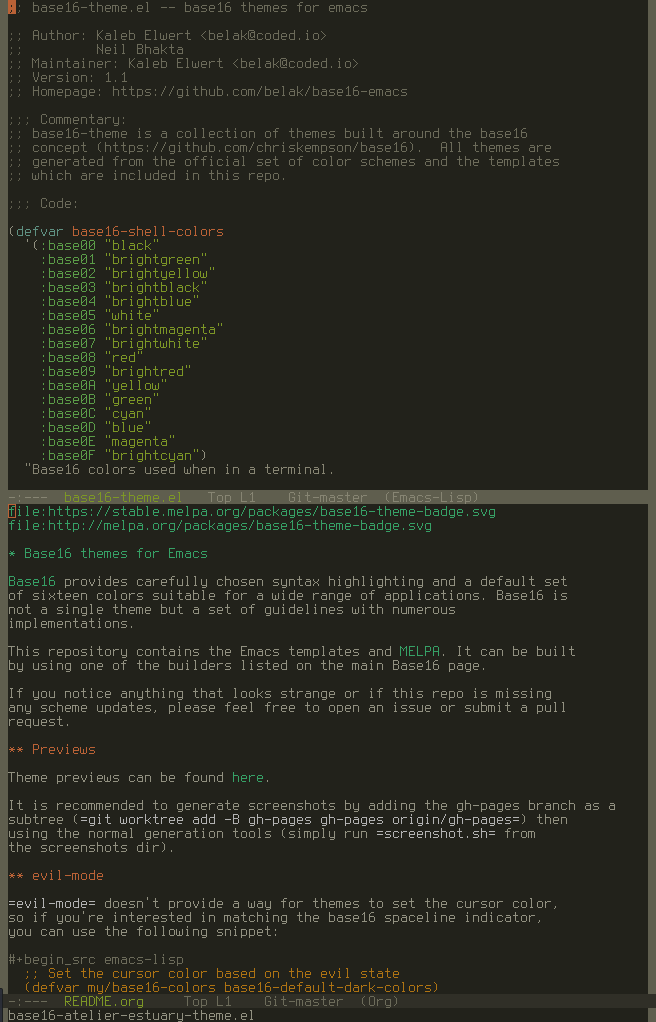 ;; base16-theme.el -- base16 themes for emacs
;; Author: Kaleb Elwert <belak@coded.io>
;;         Neil Bhakta
;; Maintainer: Kaleb Elwert <belak@coded.io>
;; Version: 1.1
;; Homepage: https://github.com/belak/base16-emacs
;;; Commentary:
;; base16-theme is a collection of themes built around the base16
;; concept (https://github.com/chriskempson/base16).  All themes are
;; generated from the official set of color schemes and the templates
;; which are included in this repo.
;;; Code:
(defvar base16-shell-colors
  '(:base00 "black"
    :base01 "brightgreen"
    :base02 "brightyellow"
    :base03 "brightblack"
    :base04 "brightblue"
    :base05 "white"
    :base06 "brightmagenta"
    :base07 "brightwhite"
    :base08 "red"
    :base09 "brightred"
    :base0A "yellow"
    :base0B "green"
    :base0C "cyan"
    :base0D "blue"
    :base0E "magenta"
    :base0F "brightcyan")
  "Base16 colors used when in a terminal.
-:---  base16-theme.el   Top L1    Git-master  (Emacs-Lisp)
file:https://stable.melpa.org/packages/base16-theme-badge.svg
file:http://melpa.org/packages/base16-theme-badge.svg
* Base16 themes for Emacs
Base16 provides carefully chosen syntax highlighting and a default set
of sixteen colors suitable for a wide range of applications. Base16 is
not a single theme but a set of guidelines with numerous
implementations.
This repository contains the Emacs templates and MELPA. It can be built
by using one of the builders listed on the main Base16 page.
If you notice anything that looks strange or if this repo is missing
any scheme updates, please feel free to open an issue or submit a pull
request.
** Previews
Theme previews can be found here.
It is recommended to generate screenshots by adding the gh-pages branch as a
subtree (=git worktree add -B gh-pages gh-pages origin/gh-pages=) then
using the normal generation tools (simply run =screenshot.sh= from
the screenshots dir).
** evil-mode
=evil-mode= doesn't provide a way for themes to set the cursor color,
so if you're interested in matching the base16 spaceline indicator,
you can use the following snippet:
#+begin_src emacs-lisp
  ;; Set the cursor color based on the evil state
  (defvar my/base16-colors base16-default-dark-colors)
-:---  README.org     Top L1    Git-master  (Org)
base16-atelier-estuary-theme.el